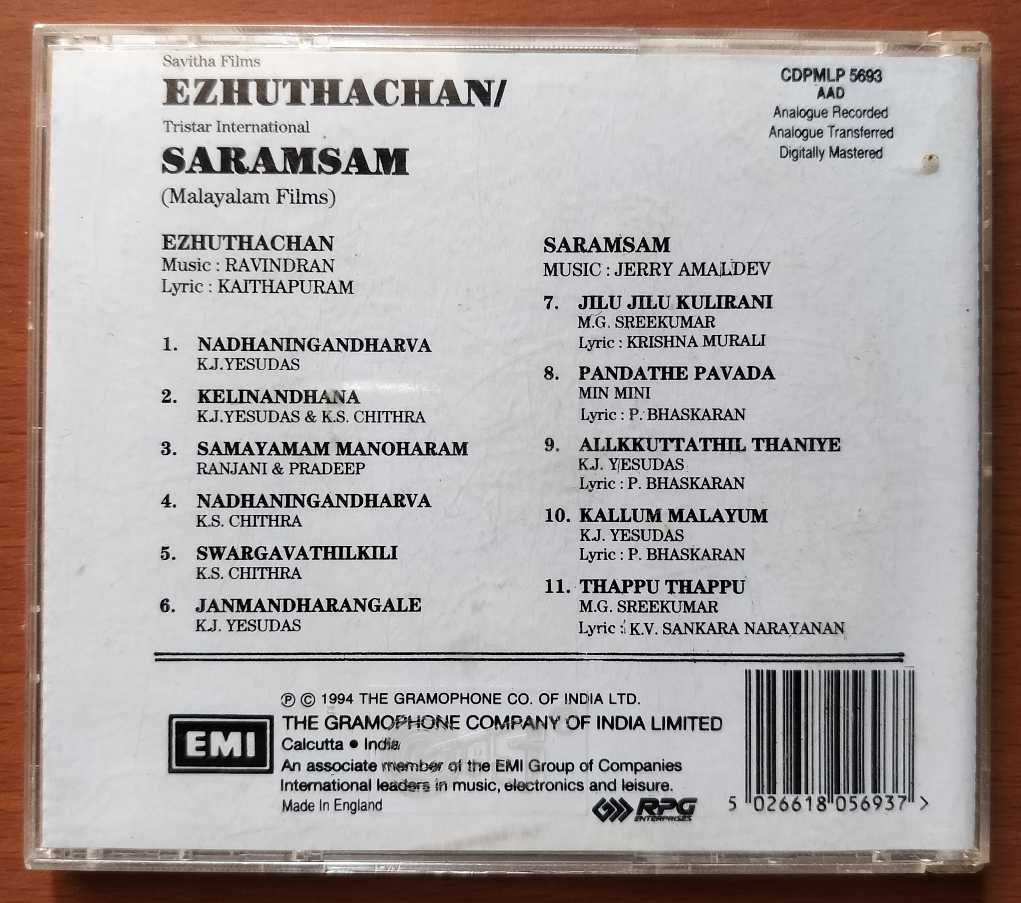 Savitha Films
EZHUTHACHAN/
Tristar International
SARAMSAM
(Malayalam Films)
CDPMLP 5693
AAD
Analogue Recorded
Analogue Transferred
Digitally Mastered
EZHUTHACHAN
Music : RAVINDRAN
Lyric : KAITHAPURAM
1. NADHANINGANDHARVA
K.J.YESUDAS
2. KELINANDHANA
K.J.YESUDAS & K.S. CHITHRA
3. SAMAYAMAM MANOHARAM
RANJANI & PRADEEP
4. NADHANINGANDHARVA
K.S. CHITHRA
5. SWARGAVATHILKILI
K.S. CHITHRA
6. JANMANDHARANGALE
K.J. YESUDAS
SARAMSAM
MUSIC : JERRY AMALDEV
7. JILU JILU KULIRANI
M.G. SREEKUMAR
Lyric : KRISHNA MURALI
8. PANDATHE PAVADA
MIN MINI
Lyric : P. BHASKARAN
9. ALLKKUTTATHIL THANIYE
K.J. YESUDAS
Lyric : P. BHASKARAN
10. KALLUM MALAYUM
K.J. YESUDAS
Lyric : P. BHASKARAN
11. THAPPU THAPPU
M.G. SREEKUMAR
Lyric : K.V. SANKARA NARAYANAN
EMI
℗ © 1994 THE GRAMOPHONE CO. OF INDIA LTD.
THE GRAMOPHONE COMPANY OF INDIA LIMITED
Calcutta • India
An associate member of the EMI Group of Companies
International leaders in music, electronics and leisure.
Made In England
RPG
ENTERPRISES
5 026618 056937 >